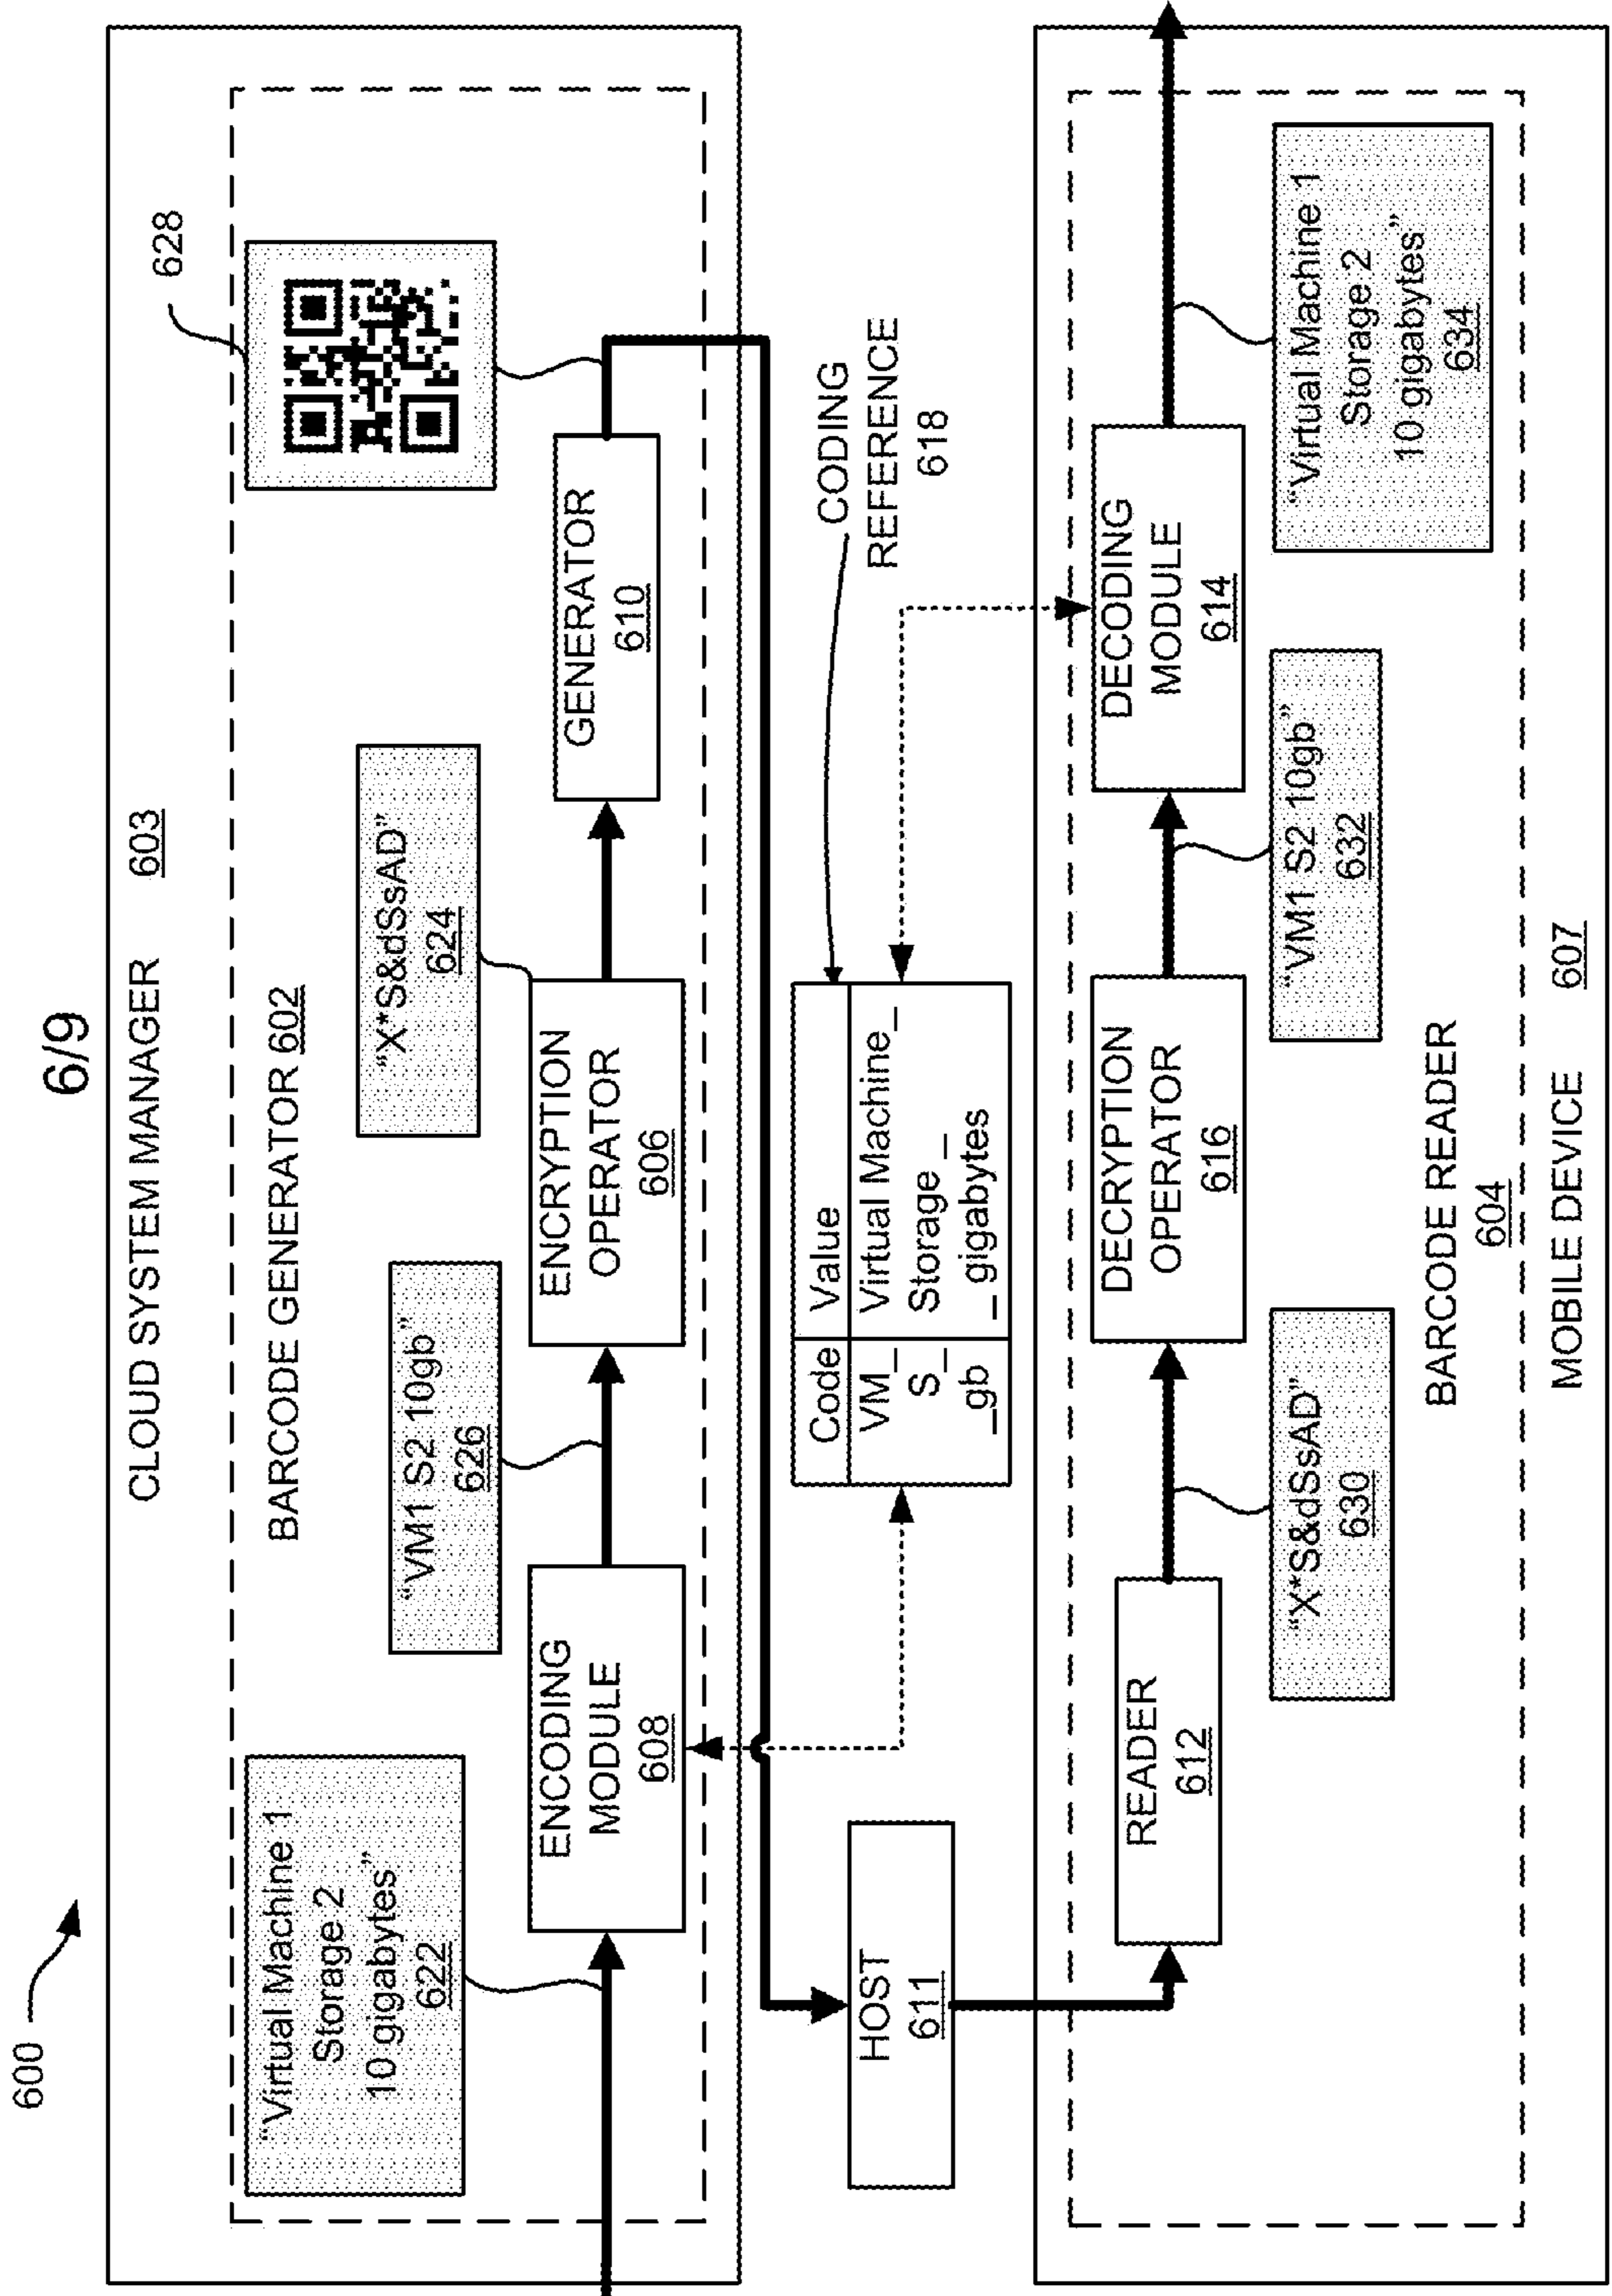 6/9
600
CLOUD SYSTEM MANAGER 603
BARCODE GENERATOR 602
628
“Virtual Machine 1
Storage 2
10 gigabytes”
622
ENCODING
MODULE
608
“VM1 S2 10gb”
626
ENCRYPTION
OPERATOR
606
“X*S&dSsAD”
624
GENERATOR
610
HOST
611
Code Value
VM_ Virtual Machine_
S_ Storage _
_gb _ gigabytes
CODING
REFERENCE
618
READER
612
“X*S&dSsAD”
630
DECRYPTION
OPERATOR
616
“VM1 S2 10gb”
632
DECODING
MODULE
614
“Virtual Machine 1
Storage 2
10 gigabytes”
634
BARCODE READER
604
MOBILE DEVICE 607